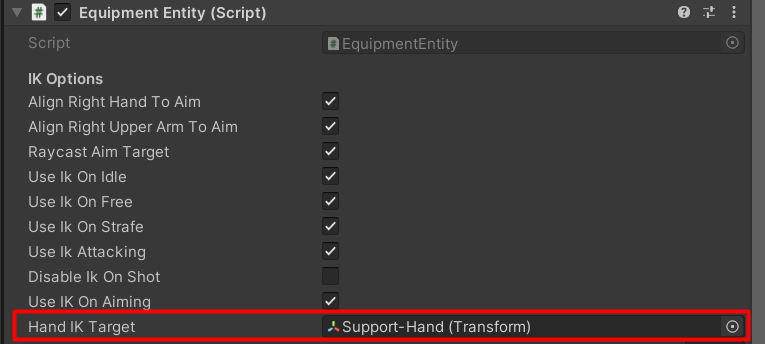 Equipment Entity (Script)
Script EquipmentEntity
IK Options
Align Right Hand To Aim
Align Right Upper Arm To Aim
Raycast Aim Target
Use Ik On Idle
Use Ik On Free
Use Ik On Strafe
Use Ik Attacking
Disable Ik On Shot
Use IK On Aiming
Hand IK Target Support-Hand (Transform)